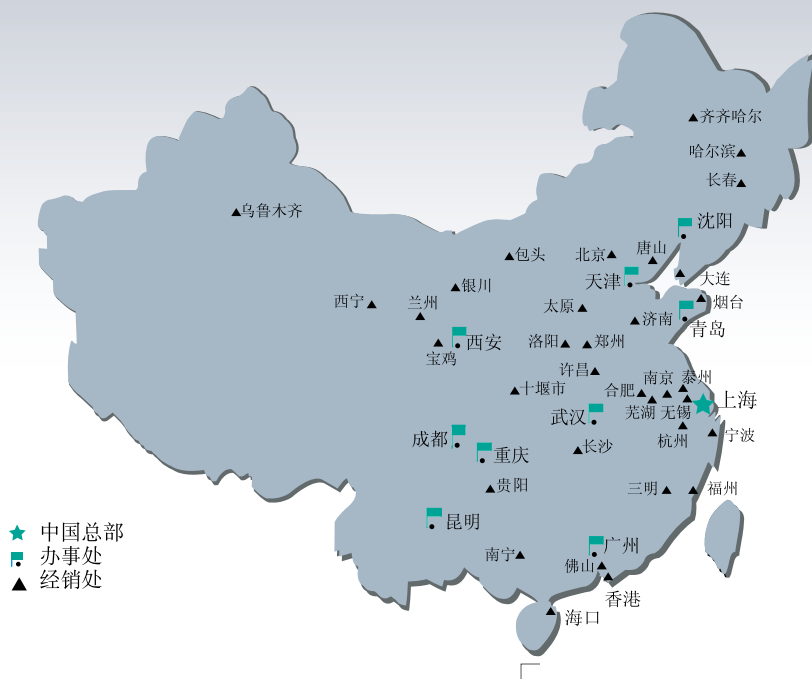 齐齐哈尔
哈尔滨
长春
乌鲁木齐
沈阳
包头
北京
唐山
天津
大连
银川
西宁
兰州
太原
烟台
济南
青岛
西安
宝鸡
洛阳
郑州
许昌
十堰市
合肥
南京
泰州
上海
芜湖
无锡
武汉
杭州
宁波
成都
重庆
长沙
贵阳
三明
福州
昆明
南宁
广州
佛山
香港
海口
中国总部
办事处
经销处